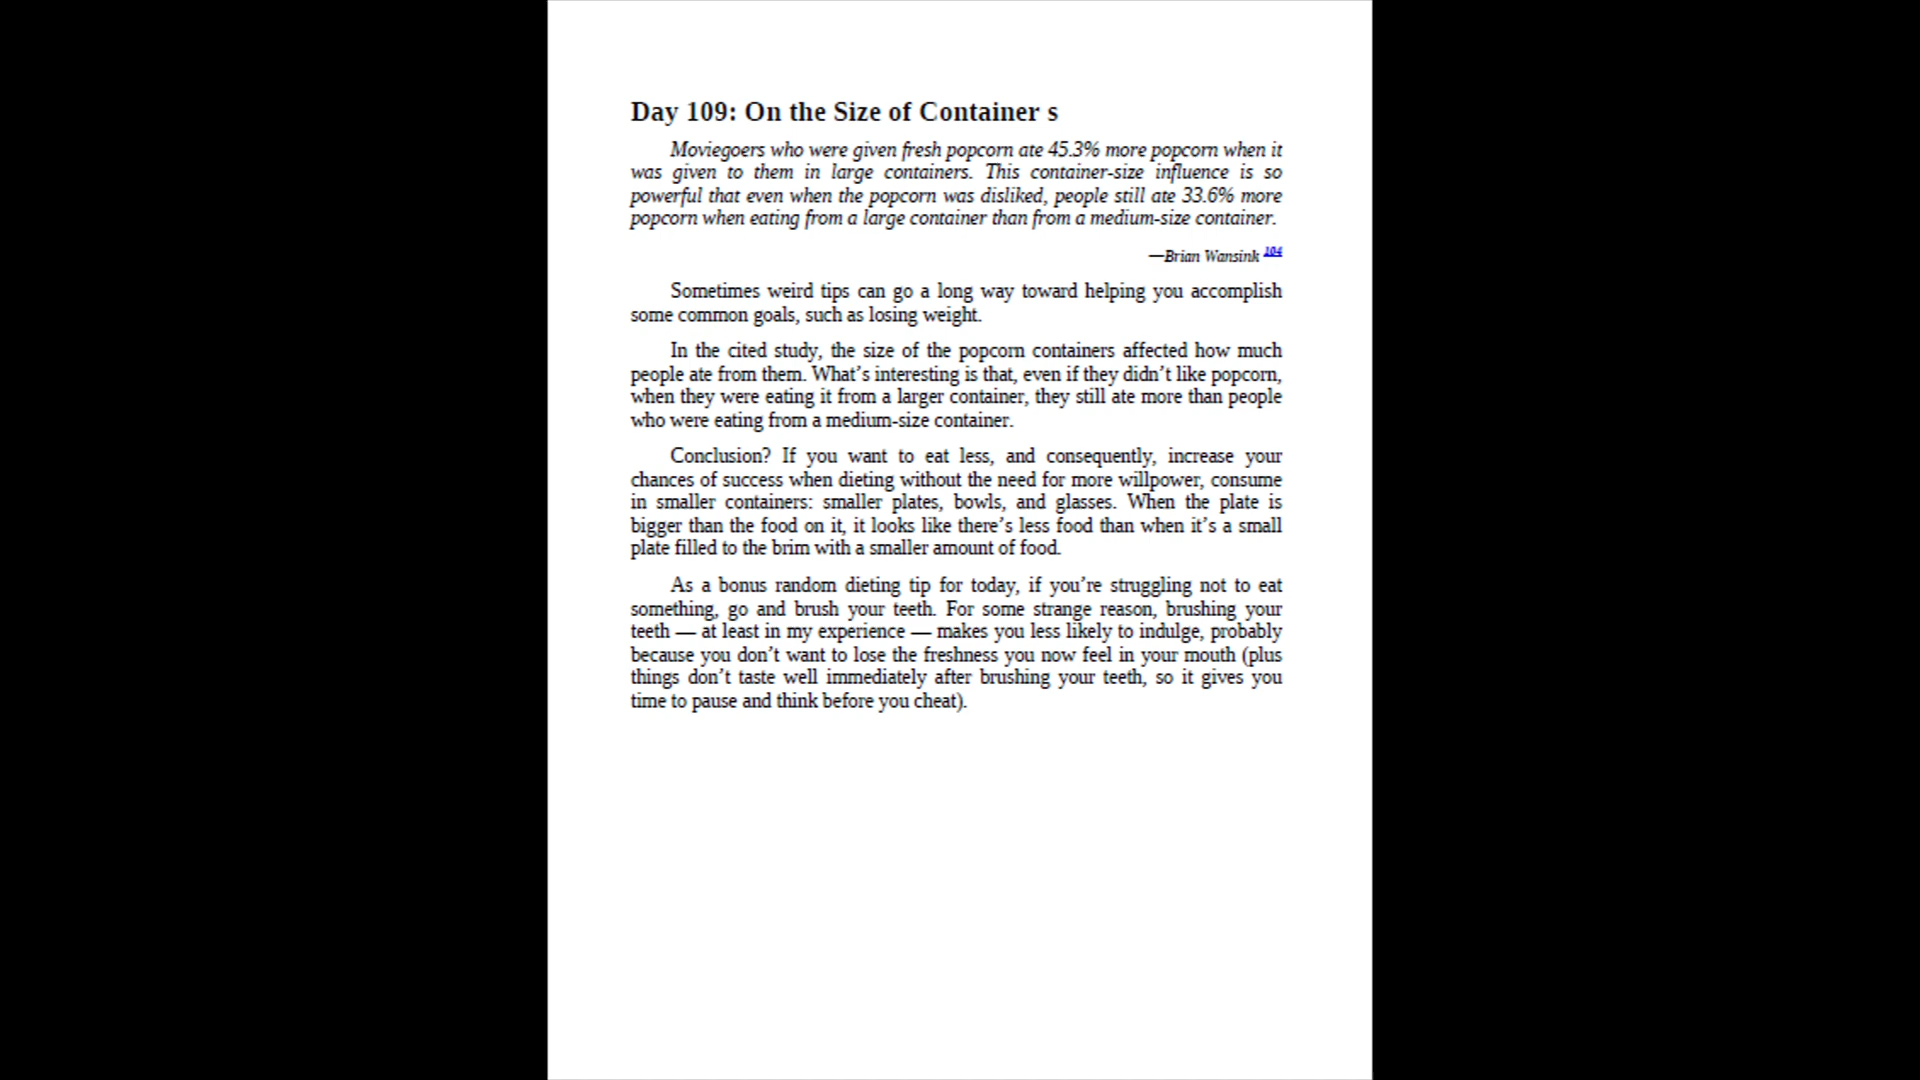 Day 109: On the Size of Container s
Moviegoers who were given fresh popcorn ate 45.3% more popcorn when it
was given to them in large containers. This container-size influence is so
powerful that even when the popcorn was disliked, people still ate 33.6% more
popcorn when eating from a large container than from a medium-size container.
—Brian Wansink 104
Sometimes weird tips can go a long way toward helping you accomplish
some common goals, such as losing weight.
In the cited study, the size of the popcorn containers affected how much
people ate from them. What’s interesting is that, even if they didn’t like popcorn,
when they were eating it from a larger container, they still ate more than people
who were eating from a medium-size container.
Conclusion? If you want to eat less, and consequently, increase your
chances of success when dieting without the need for more willpower, consume
in smaller containers: smaller plates, bowls, and glasses. When the plate is
bigger than the food on it, it looks like there’s less food than when it’s a small
plate filled to the brim with a smaller amount of food.
As a bonus random dieting tip for today, if you’re struggling not to eat
something, go and brush your teeth. For some strange reason, brushing your
teeth — at least in my experience — makes you less likely to indulge, probably
because you don’t want to lose the freshness you now feel in your mouth (plus
things don’t taste well immediately after brushing your teeth, so it gives you
time to pause and think before you cheat).